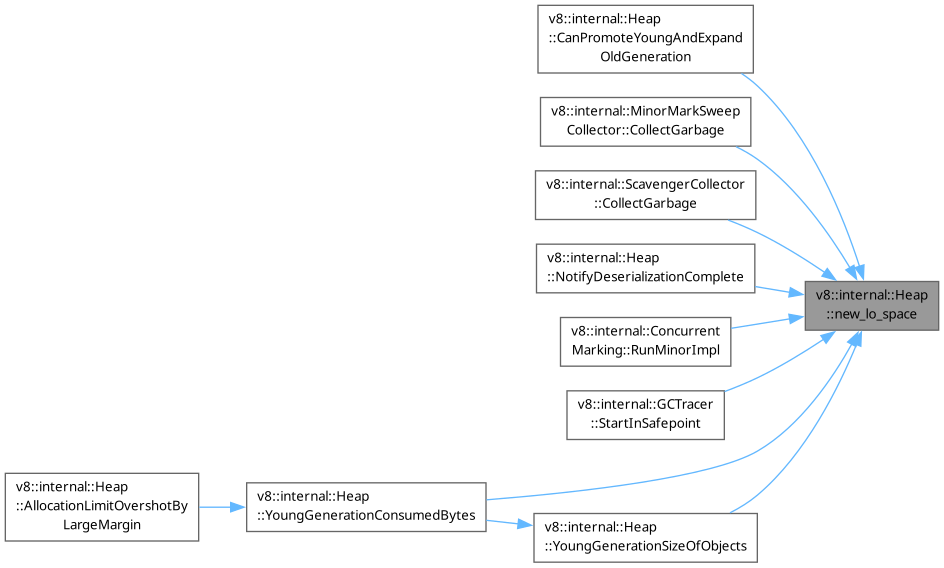 v8::internal::Heap
::CanPromoteYoungAndExpand
OldGeneration
v8::internal::MinorMarkSweep
Collector::CollectGarbage
v8::internal::ScavengerCollector
::CollectGarbage
v8::internal::Heap
::NotifyDeserializationComplete
v8::internal::Heap
::new_lo_space
v8::internal::Concurrent
Marking::RunMinorImpl
v8::internal::GCTracer
::StartInSafepoint
v8::internal::Heap
::AllocationLimitOvershotBy
LargeMargin
v8::internal::Heap
::YoungGenerationConsumedBytes
v8::internal::Heap
::YoungGenerationSizeOfObjects